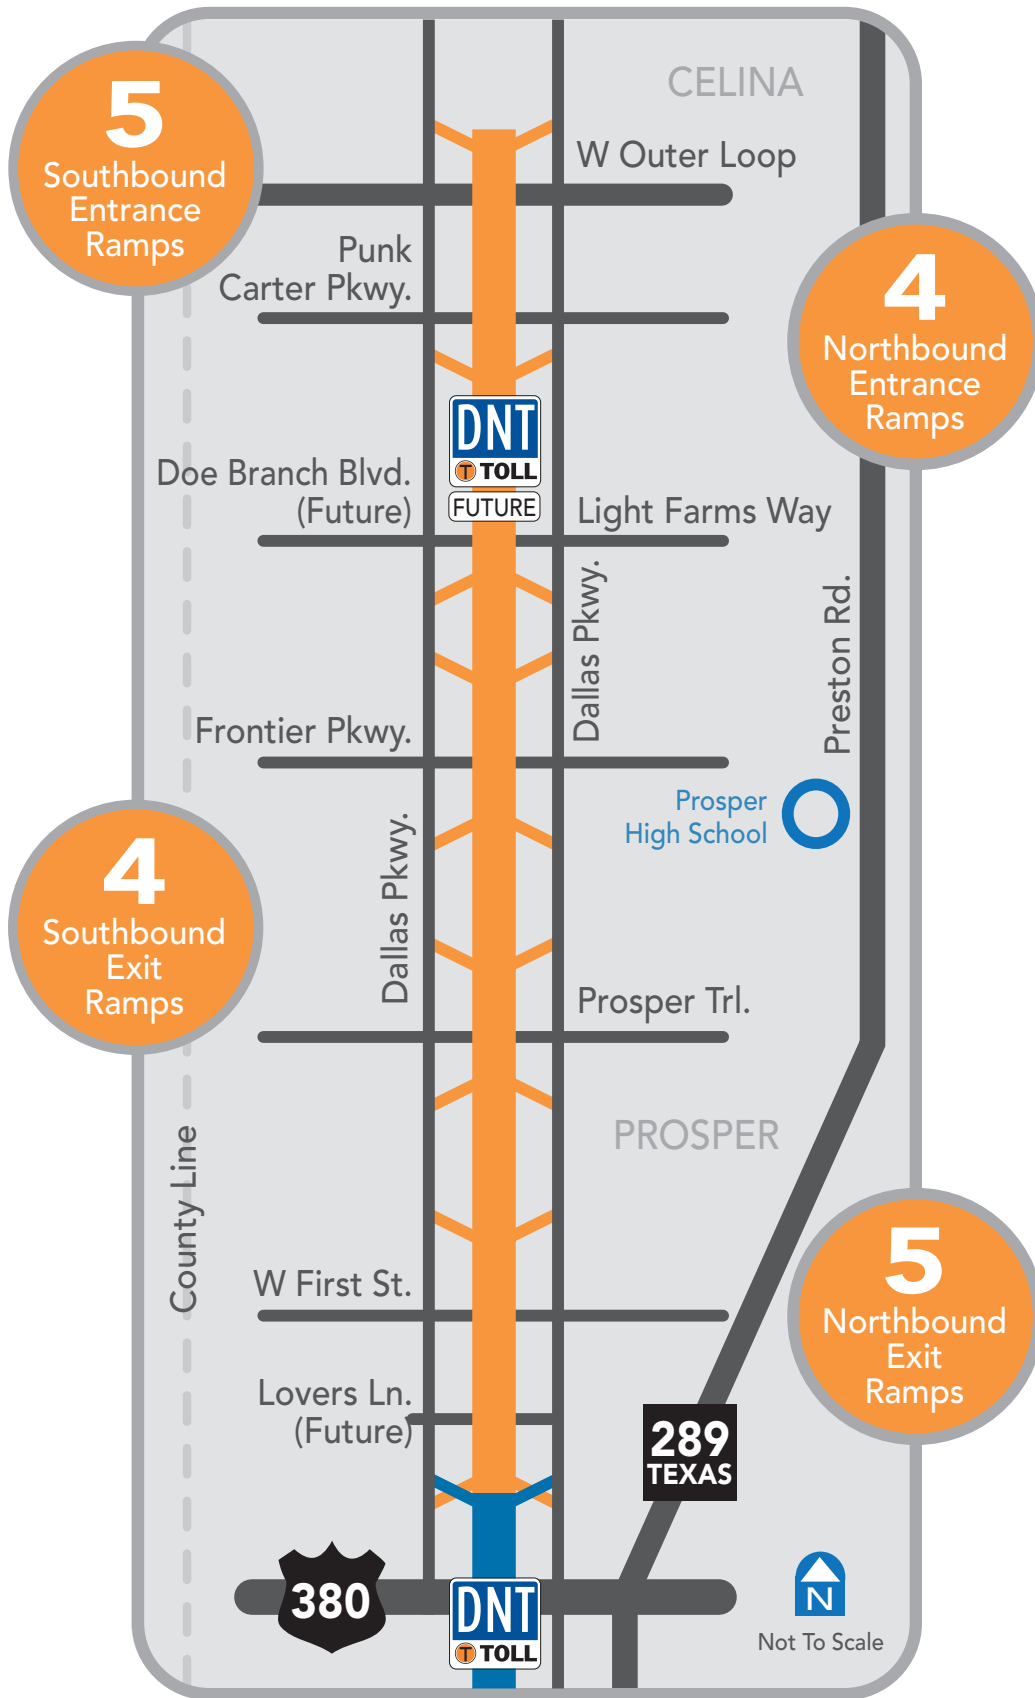 CELINA
5
Southbound
Entrance
Ramps
W Outer Loop
Punk
Carter Pkwy.
4
Northbound
Entrance
Ramps
DNT
T TOLL
FUTURE
Doe Branch Blvd.
(Future)
Light Farms Way
Dallas Pkwy.
Preston Rd.
Frontier Pkwy.
Prosper
High School
4
Southbound
Exit
Ramps
Dallas Pkwy.
Prosper Trl.
PROSPER
County Line
5
Northbound
Exit
Ramps
W First St.
Lovers Ln.
(Future)
289
TEXAS
380
DNT
T TOLL
N
Not To Scale